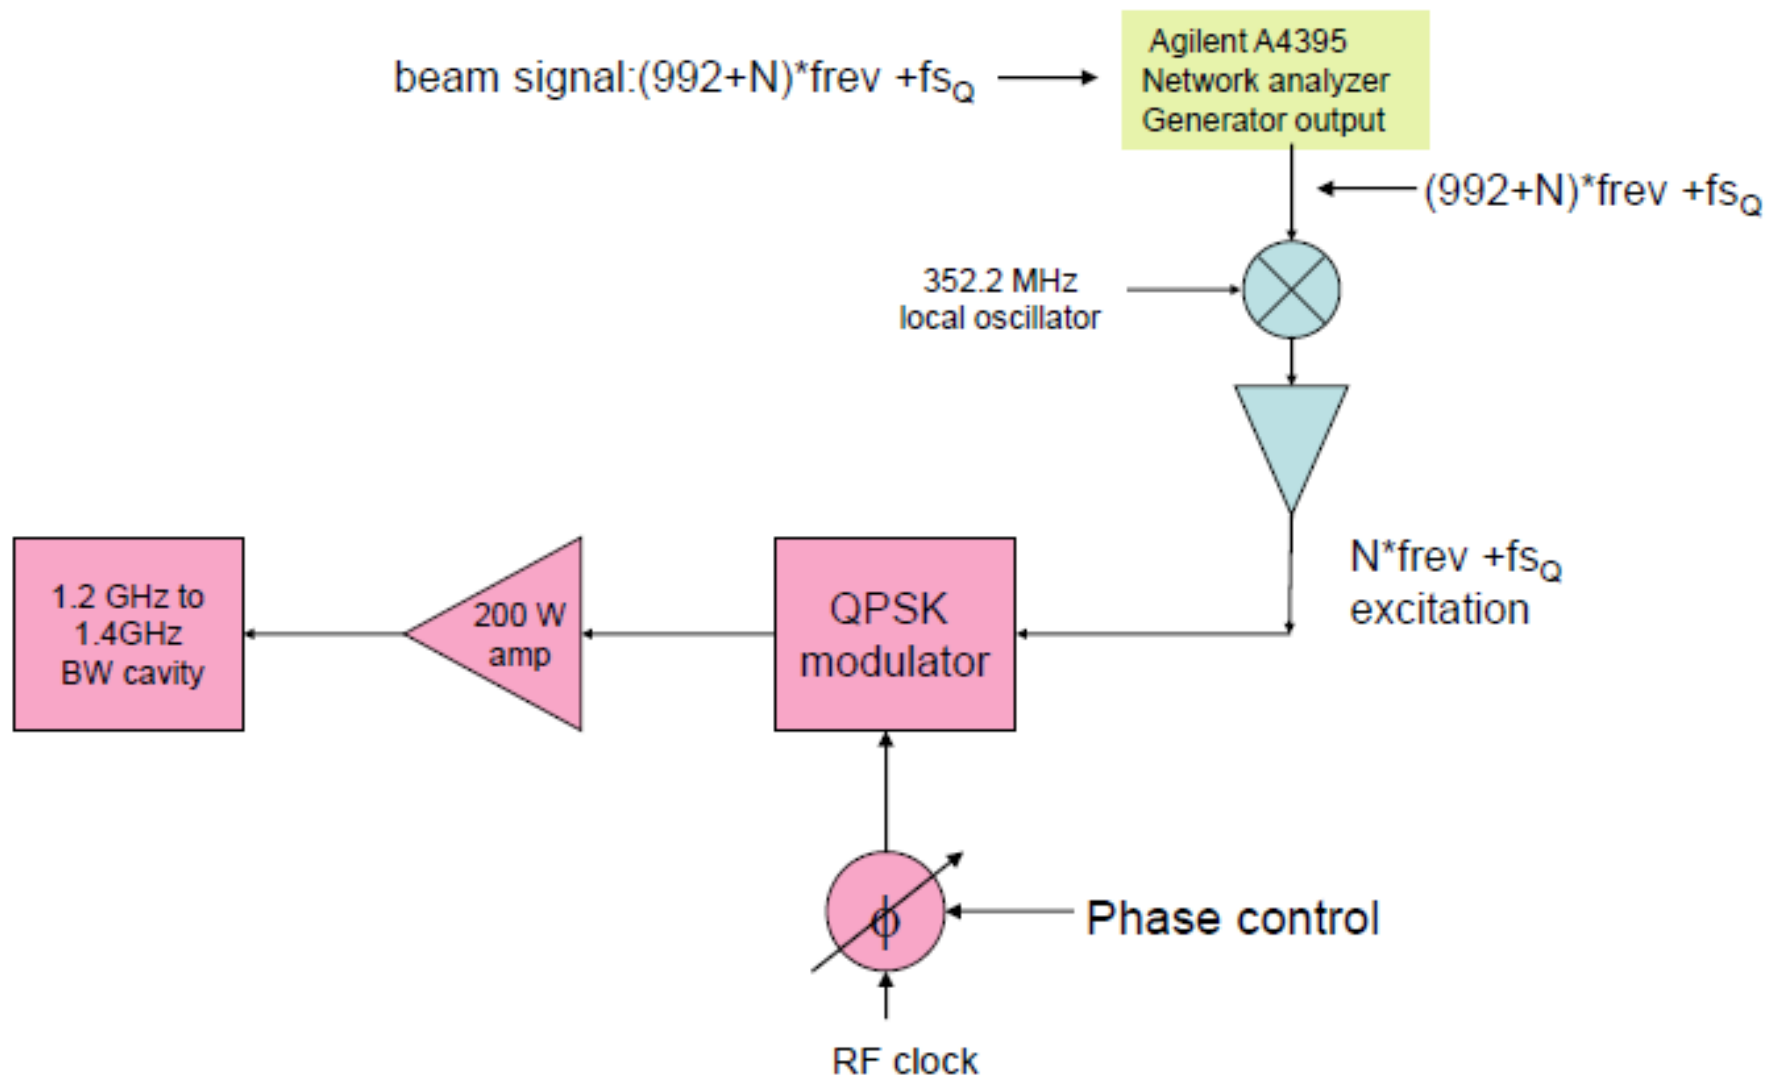 Agilent A4395
Network analyzer
Generator output
beam signal:(992+N)*frev +fsQ
(992+N)*frev +fsQ
352.2 MHz
local oscillator
N*frev +fsQ
excitation
1.2 GHz to
1.4GHz
BW cavity
200 W
amp
QPSK
modulator
ϕ
Phase control
RF clock